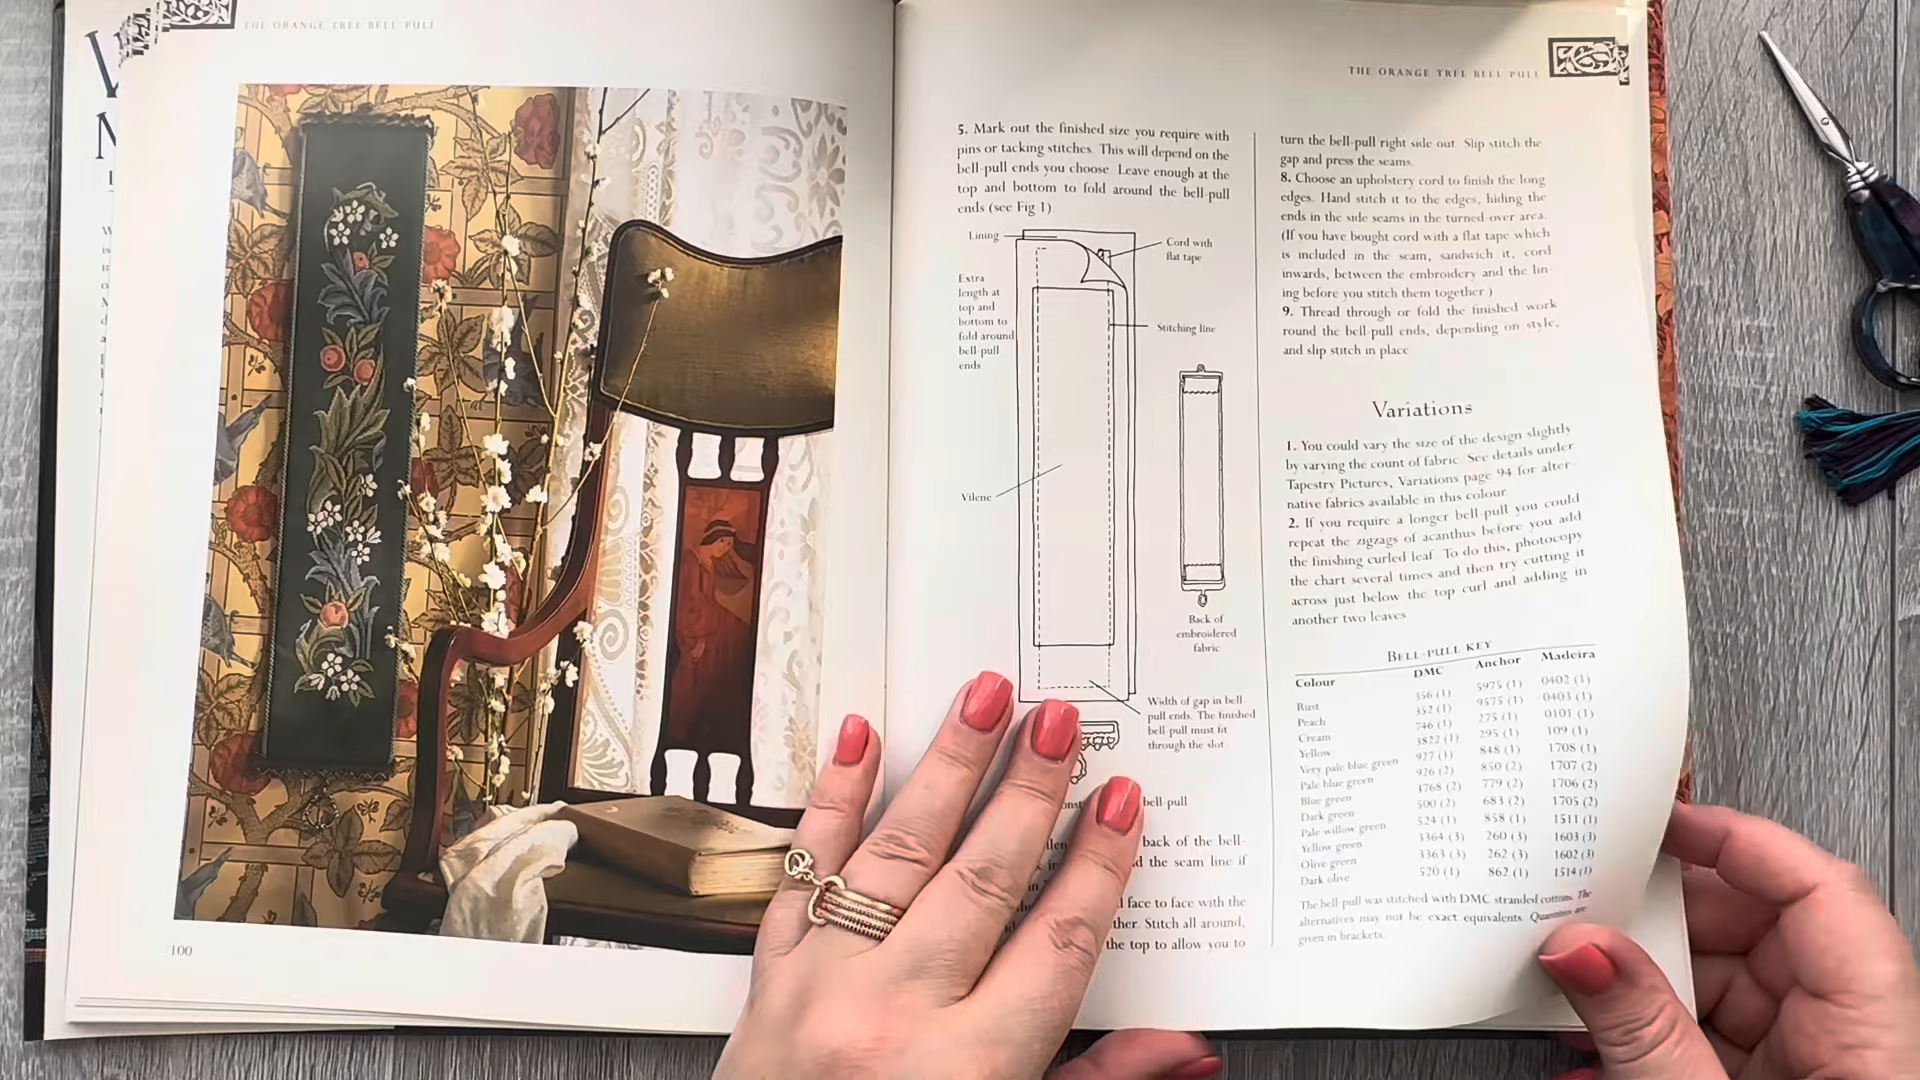 THE ORANGE TREE BELL PULL
100
THE ORANGE TREE BELL PULL
5. Mark out the finished size you require with
pins or tacking stitches. This will depend on the
bell-pull ends you choose. Leave enough at the
top and bottom to fold around the bell-pull
ends (see Fig 1)
Lining
Cord with
flat tape
Extra
length at
top and
bottom to
fold around
bell-pull
ends
Stitching line
Vilene
Back of
embroidered
fabric
Width of gap in bell
pull ends. The finished
bell-pull must fit
through the slot
bell-pull
back of the bell-
the seam line if
face to face with the
Stitch all around,
the top to allow you to
turn the bell-pull right side out Slip stitch the
gap and press the seams.
8. Choose an upholstery cord to finish the long
edges. Hand stitch it to the edges, hiding the
ends in the side seams in the turned-over area.
(If you have bought cord with a flat tape which
is included in the seam, sandwich it, cord
inwards, between the embroidery and the lin-
ing before you stitch them together.)
9. Thread through or fold the finished work
round the bell-pull ends, depending on style,
and slip stitch in place
Variations
1. You could vary the size of the design slightly
by varying the count of fabric. See details under
Tapestry Pictures, Variations page 94 for alter-
native fabrics available in this colour.
2. If you require a longer bell-pull you could
repeat the zigzags of acanthus before you add
the finishing curled leaf. To do this, photocopy
the chart several times and then try cutting it
across just below the top curl and adding in
another two leaves
BELL-PULL KEY
Colour DMC Anchor Madeira
Rust 356 (1) 5975 (1) 0402 (1)
Peach 352 (1) 9575 (1) 0403 (1)
Cream 746 (1) 275 (1) 0101 (1)
Yellow 3822 (1) 295 (1) 109 (1)
Very pale blue green 927 (1) 848 (1) 1708 (1)
Pale blue green 926 (2) 850 (2) 1707 (2)
Blue green 3768 (2) 779 (2) 1706 (2)
Dark green 500 (2) 683 (2) 1705 (2)
Pale willow green 524 (1) 858 (1) 1511 (1)
Yellow green 3364 (3) 260 (3) 1603 (3)
Olive green 3363 (3) 262 (3) 1602 (3)
Dark olive 520 (1) 862 (1) 1514 (1)
The bell pull was stitched with DMC stranded cotton. The
alternatives may not be exact equivalents. Quantities are
given in brackets.